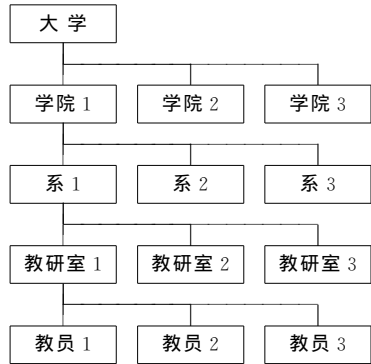 大学
学院 1 学院 2 学院 3
系 1 系 2 系 3
教研室 1 教研室 2 教研室 3
教员 1 教员 2 教员 3